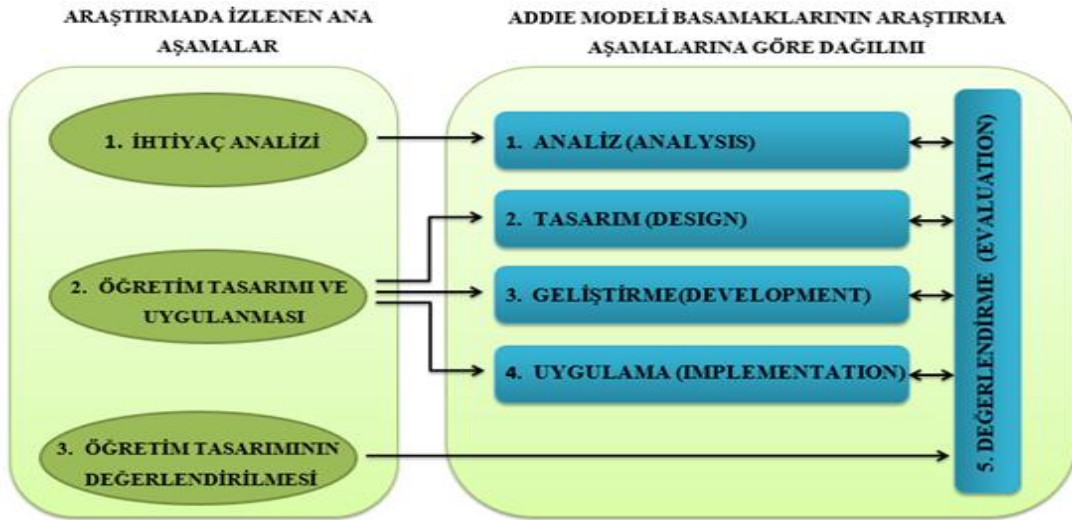 ARAŞTIRMADA İZLENEN ANA
AŞAMALAR
ADDIE MODELİ BASAMAKLARININ ARAŞTIRMA
AŞAMALARINA GÖRE DAĞILIMI
1. İHTİYAÇ ANALİZİ
2. ÖĞRETİM TASARIMI VE
UYGULANMASI
3. ÖĞRETİM TASARIMININ
DEĞERLENDİRİLMESİ
1. ANALİZ (ANALYSIS)
2. TASARIM (DESIGN)
3. GELİŞTİRME(DEVELOPMENT)
4. UYGULAMA (IMPLEMENTATION)
5. DEĞERLENDİRME (EVALUATION)